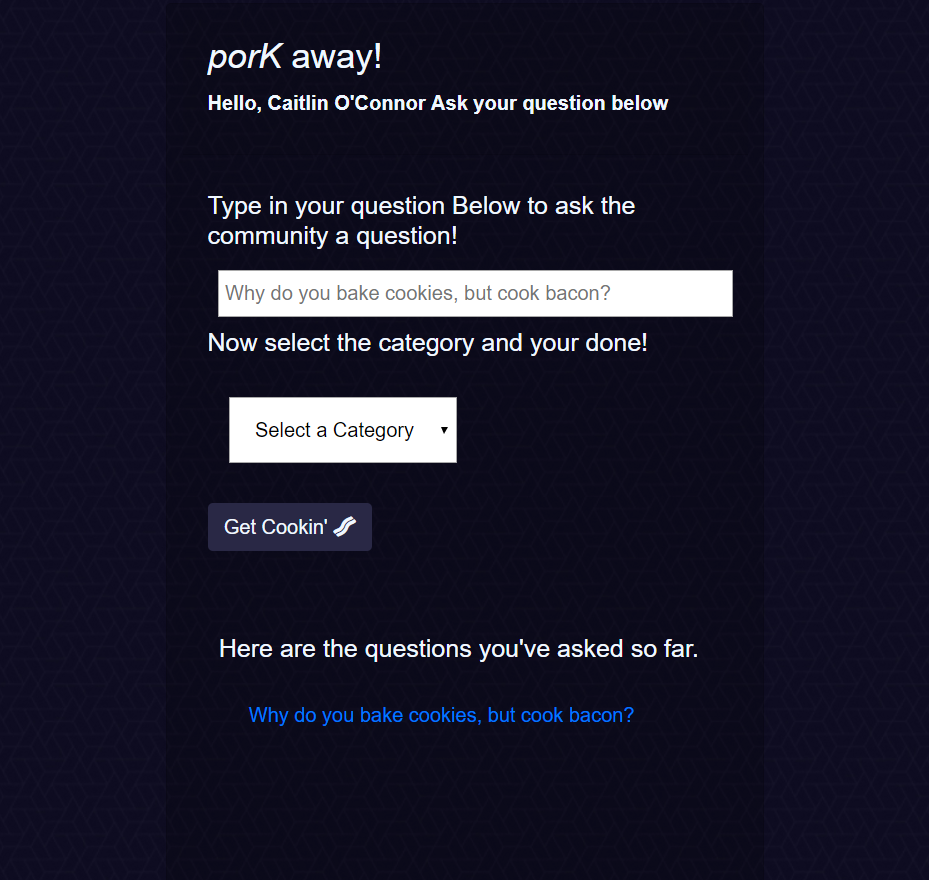 porK away!
Hello, Caitlin O'Connor Ask your question below
Type in your question Below to ask the
community a question!
Why do you bake cookies, but cook bacon?
Now select the category and your done!
Select a Category
Get Cookin'
Here are the questions you've asked so far.
Why do you bake cookies, but cook bacon?